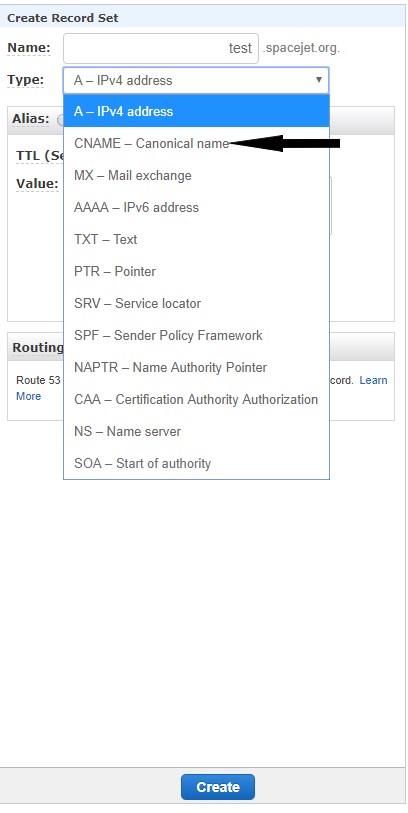 Create Record Set
Name: test .spacejet.org.
Type: A – IPv4 address
A – IPv4 address
Alias:
CNAME – Canonical name
TTL (Se
MX – Mail exchange
Value:
AAAA – IPv6 address
TXT – Text
PTR – Pointer
SRV – Service locator
SPF – Sender Policy Framework
Routing
NAPTR – Name Authority Pointer
Route 53 cord. Learn
More
CAA – Certification Authority Authorization
NS – Name server
SOA – Start of authority
Create